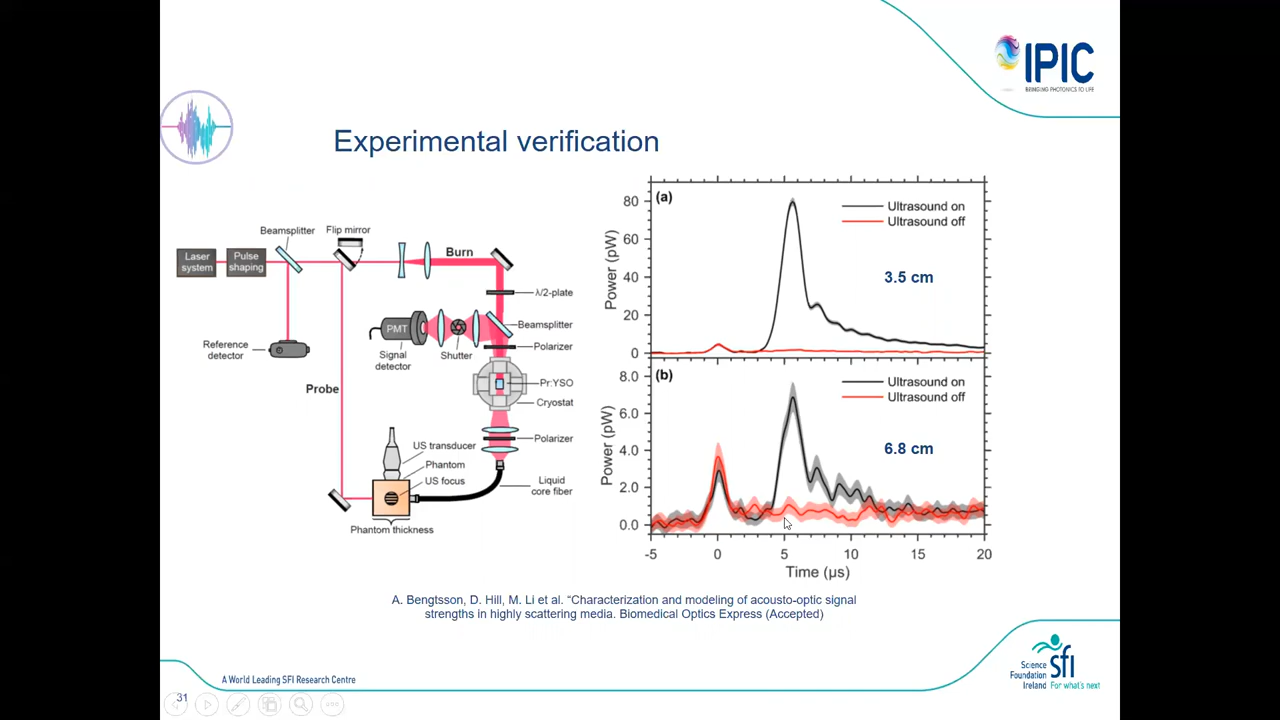 IPIC
BRINGING PHOTONICS TO LIFE
Experimental verification
Beamsplitter
Flip mirror
Laser
system
Pulse
shaping
Burn
λ/2-plate
Beamsplitter
PMT
Polarizer
Signal
detector
Shutter
Reference
detector
Pr:YSO
Cryostat
Probe
Polarizer
US transducer
Phantom
US focus
Liquid
core fiber
Phantom thickness
(a)
Ultrasound on
Ultrasound off
3.5 cm
Power (pW)
80
60
40
20
0
(b)
Ultrasound on
Ultrasound off
6.8 cm
Power (pW)
8.0
6.0
4.0
2.0
0.0
-5 0 5 10 15 20
Time (μs)
A. Bengtsson, D. Hill, M. Li et al. “Characterization and modeling of acousto-optic signal
strengths in highly scattering media. Biomedical Optics Express (Accepted)
A World Leading SFI Research Centre
31
Science
Foundation
Ireland
sfi
For what's next